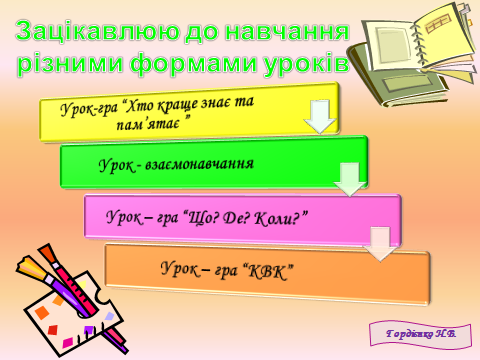 Зацікавлюю до навчання
різними формами уроків
Урок-гра “Хто краще знає та
пам’ятає ”
Урок - взаємонавчання
Урок – гра “Що? Де? Коли?”
Урок – гра “КВК”
Гордієнко Н.В.